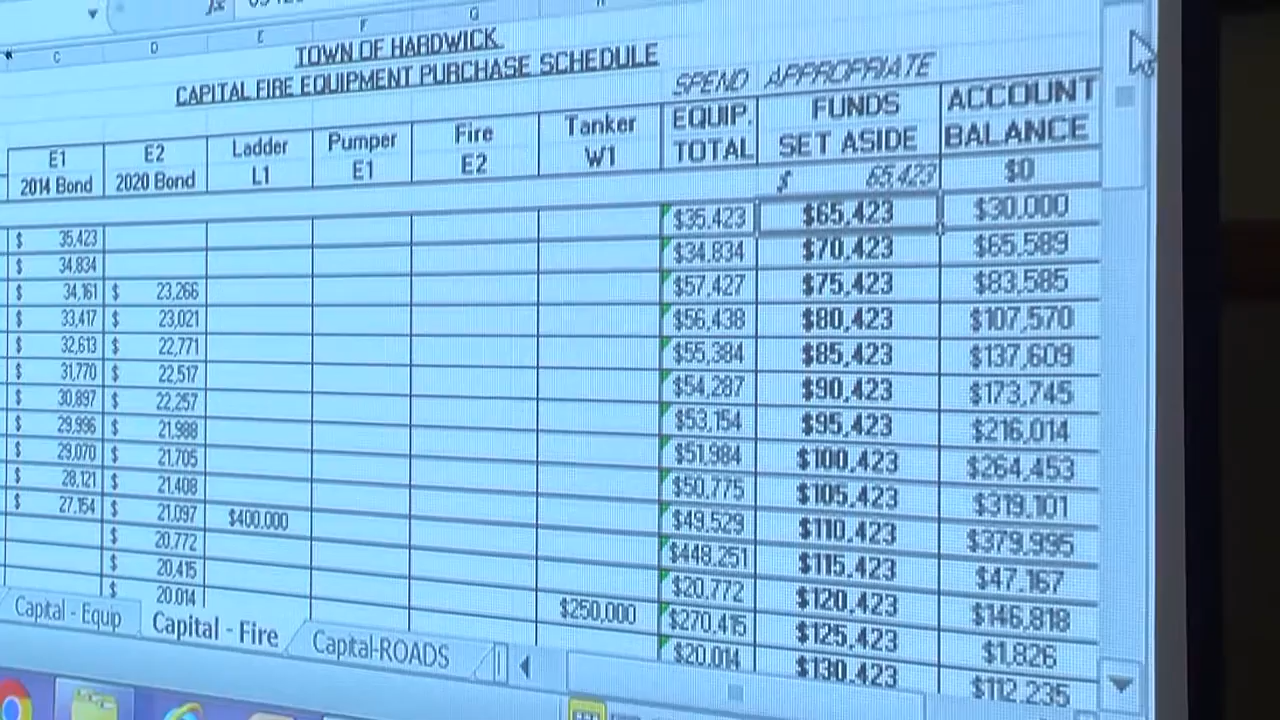 C D E F G
TOWN OF HARDWICK
CAPITAL FIRE EQUIPMENT PURCHASE SCHEDULE
SPEND APPROPRIATE
E1 E2 Ladder Pumper Fire Tanker EQUIP. FUNDS ACCOUNT
2014 Bond 2020 Bond L1 E1 E2 W1 TOTAL SET ASIDE BALANCE
$ 65,423 $0
$ 35,423 $35,423 $65,423 $30,000
$ 34,834 $34,834 $70,423 $65,589
$ 34,161 $ 23,266 $57,427 $75,423 $83,585
$ 33,417 $ 23,021 $56,438 $80,423 $107,570
$ 32,613 $ 22,771 $55,384 $85,423 $137,609
$ 31,770 $ 22,517 $54,287 $90,423 $173,745
$ 30,897 $ 22,257 $53,154 $95,423 $216,014
$ 29,996 $ 21,988 $51,984 $100,423 $264,453
$ 29,070 $ 21,705 $50,775 $105,423 $319,101
$ 28,121 $ 21,408 $49,529 $110,423 $379,995
$ 27,154 $ 21,097 $400,000 $448,251 $115,423 $47,167
$ 20,772 $20,772 $120,423 $146,818
$ 20,415 $250,000 $270,415 $125,423 $1,826
$ 20,014 $20,014 $130,423 $112,235
Capital - Equip Capital - Fire Capital-ROADS